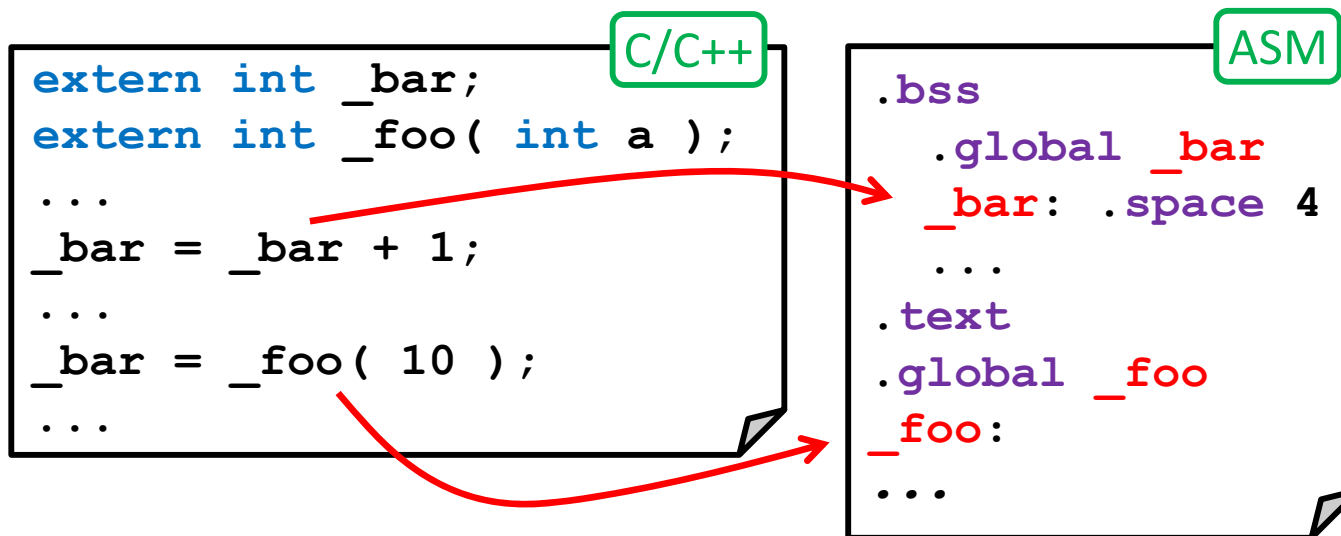 C/C++
extern int _bar;
extern int _foo( int a );
...
_bar = _bar + 1;
...
_bar = _foo( 10 );
...
ASM
.bss
.global _bar
_bar: .space 4
...
.text
.global _foo
_foo:
...